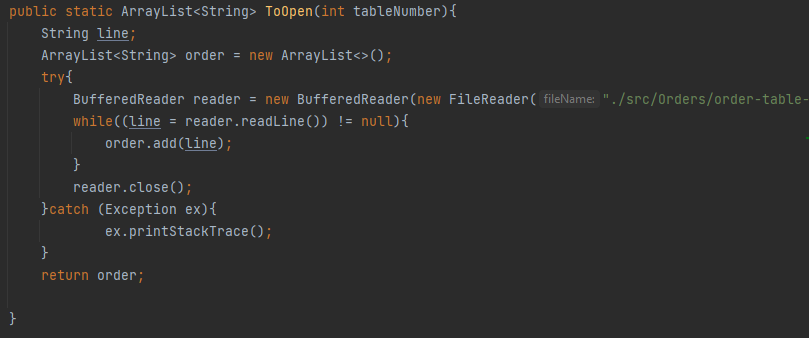 public static ArrayList<String> ToOpen(int tableNumber){
String line;
ArrayList<String> order = new ArrayList<>();
try{
BufferedReader reader = new BufferedReader(new FileReader( fileName: "./src/Orders/order-table-
while((line = reader.readLine()) != null){
order.add(line);
}
reader.close();
}catch (Exception ex){
ex.printStackTrace();
}
return order;
}